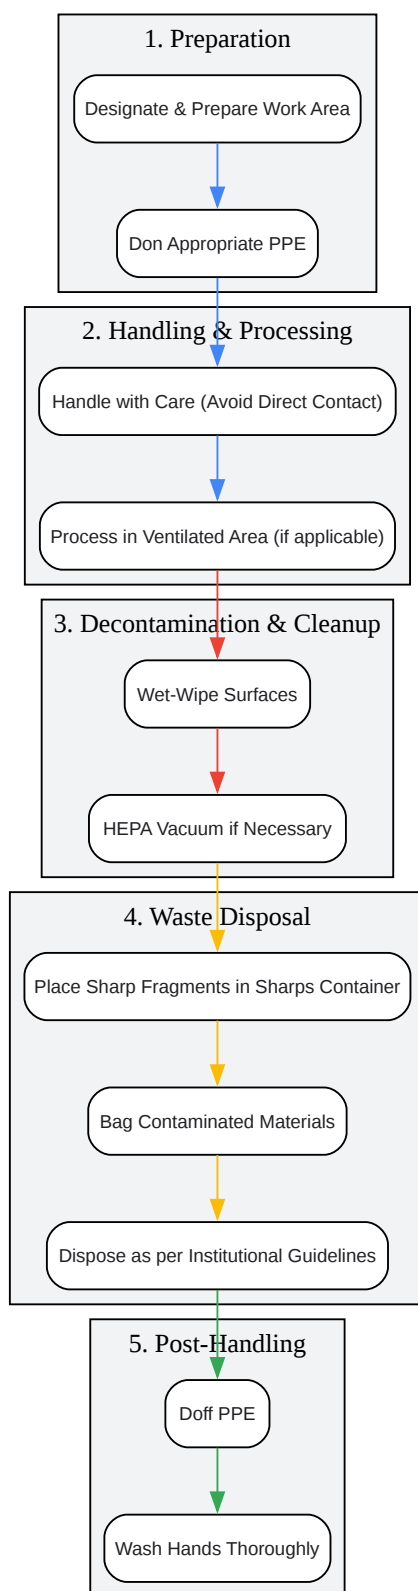 1. Preparation
Designate & Prepare Work Area
Don Appropriate PPE
2. Handling & Processing
Handle with Care (Avoid Direct Contact)
Process in Ventilated Area (if applicable)
3. Decontamination & Cleanup
Wet-Wipe Surfaces
HEPA Vacuum if Necessary
4. Waste Disposal
Place Sharp Fragments in Sharps Container
Bag Contaminated Materials
Dispose as per Institutional Guidelines
5. Post-Handling
Doff PPE
Wash Hands Thoroughly